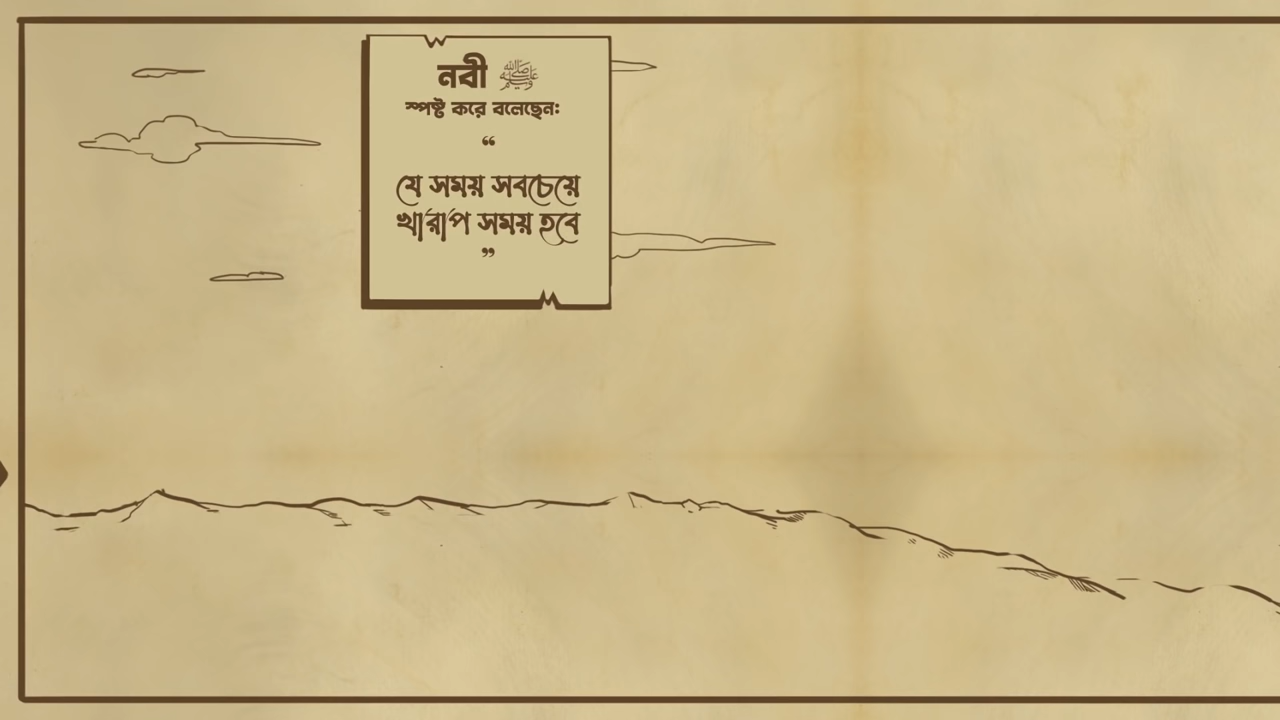 নবী ﷺ
স্পষ্ট করে বলেছেন:
“
যে সময় সবচেয়ে
খারাপ সময় হবে
”